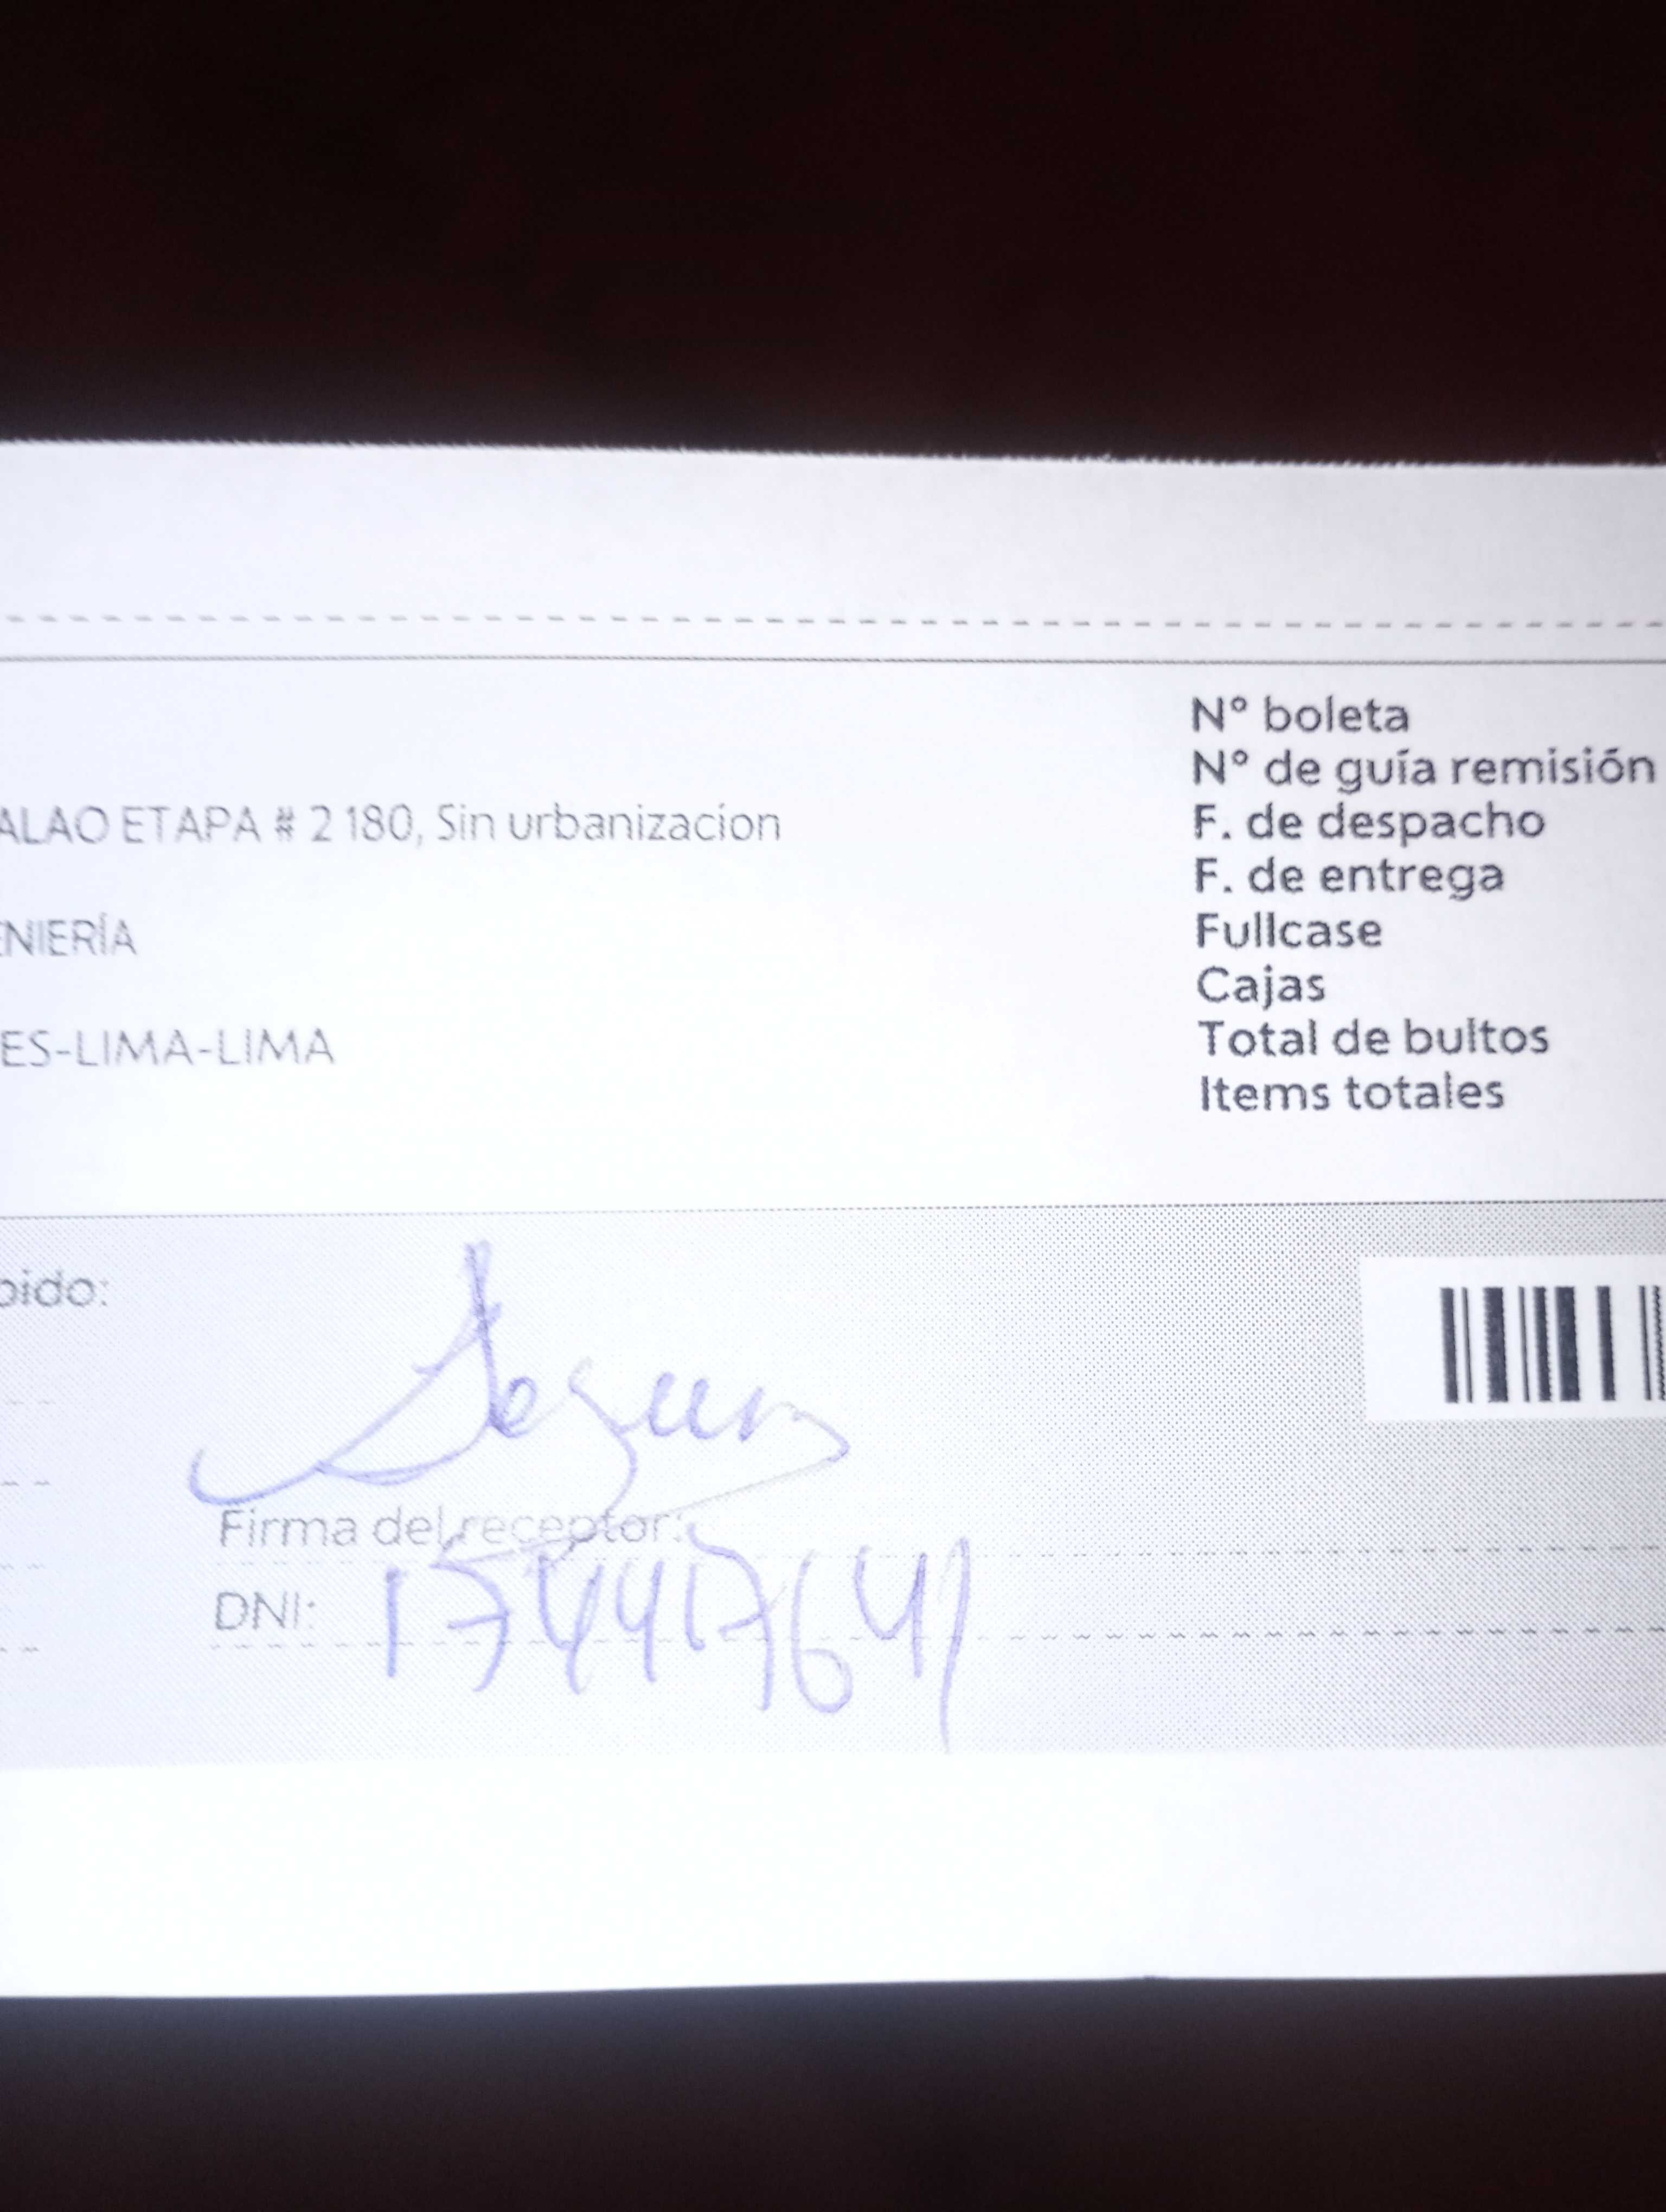 ALAO ETAPA # 2 180, Sin urbanizacion
ENIERÍA
ES-LIMA-LIMA
N° boleta
N° de guía remisión
F. de despacho
F. de entrega
Fullcase
Cajas
Total de bultos
Items totales
bido:
Firma del receptor:
DNI: